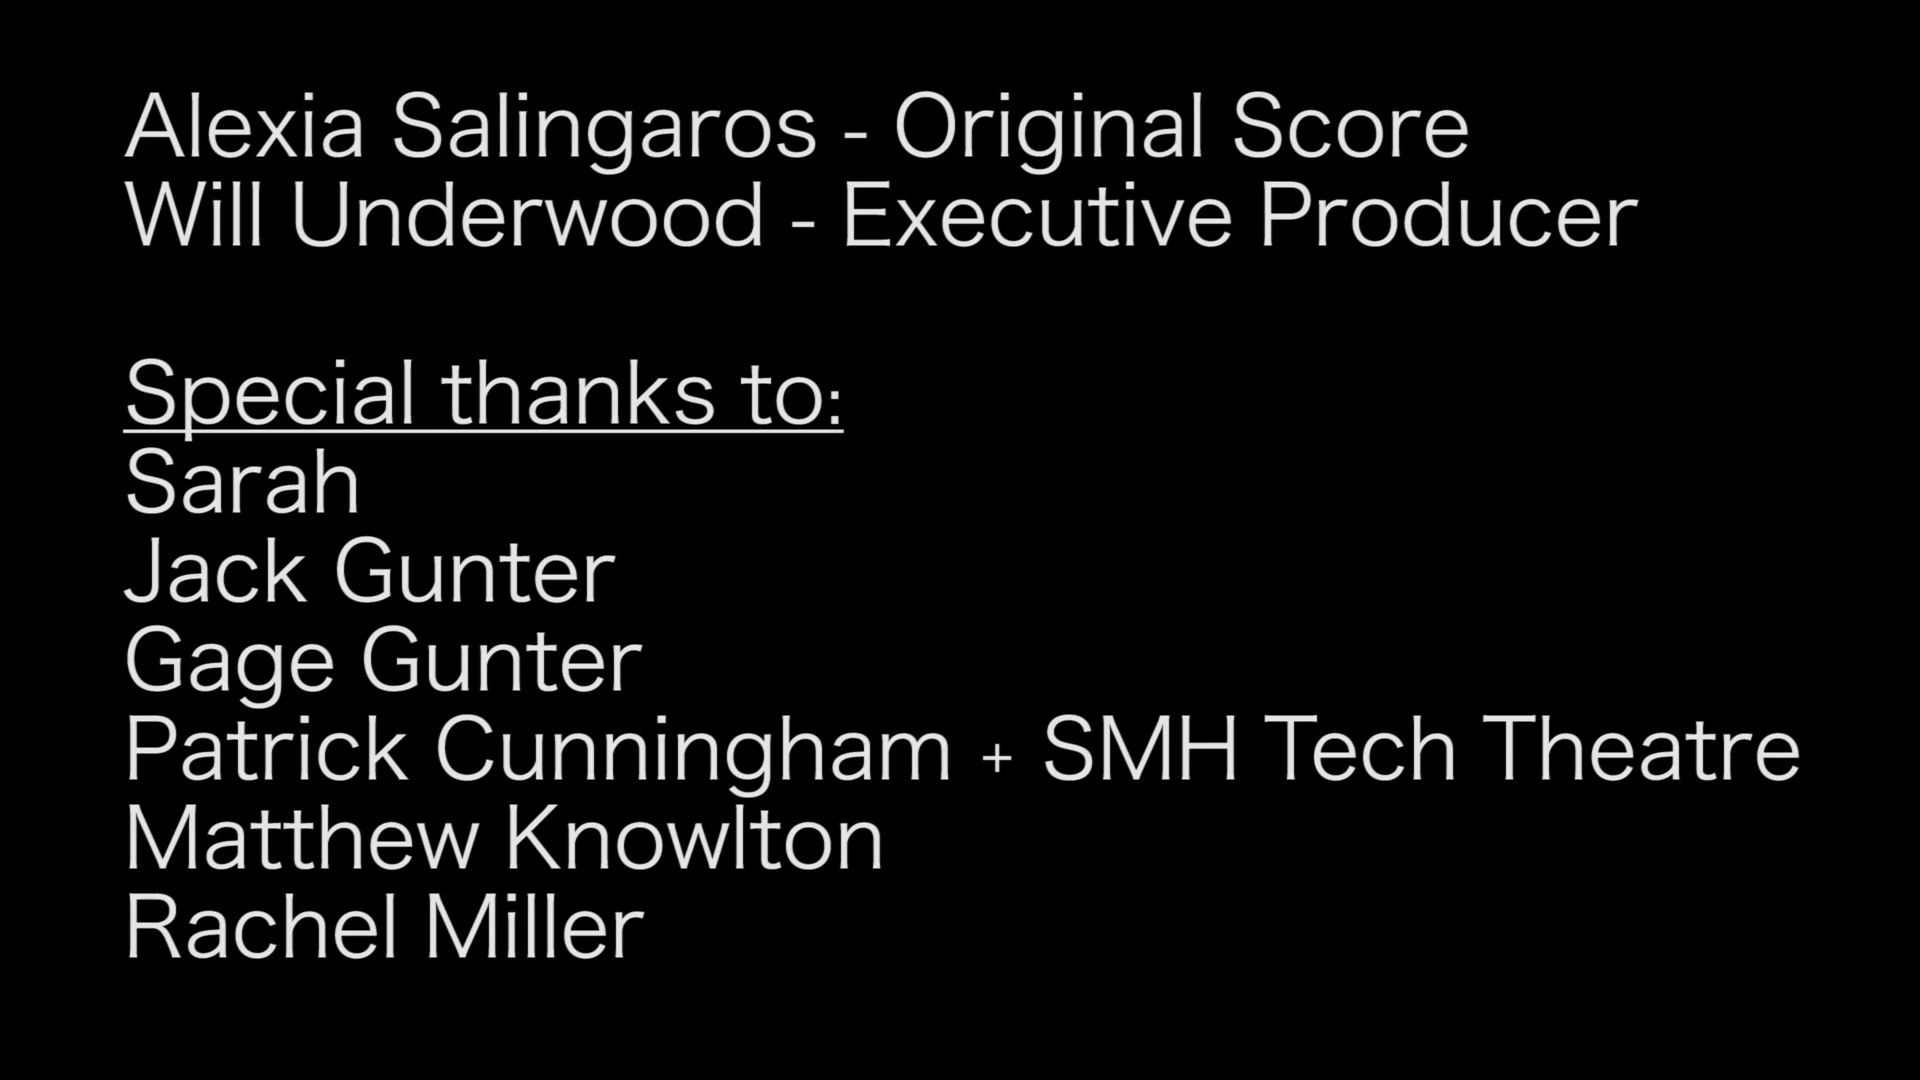 Alexia Salingaros - Original Score
Will Underwood - Executive Producer
Special thanks to:
Sarah
Jack Gunter
Gage Gunter
Patrick Cunningham + SMH Tech Theatre
Matthew Knowlton
Rachel Miller